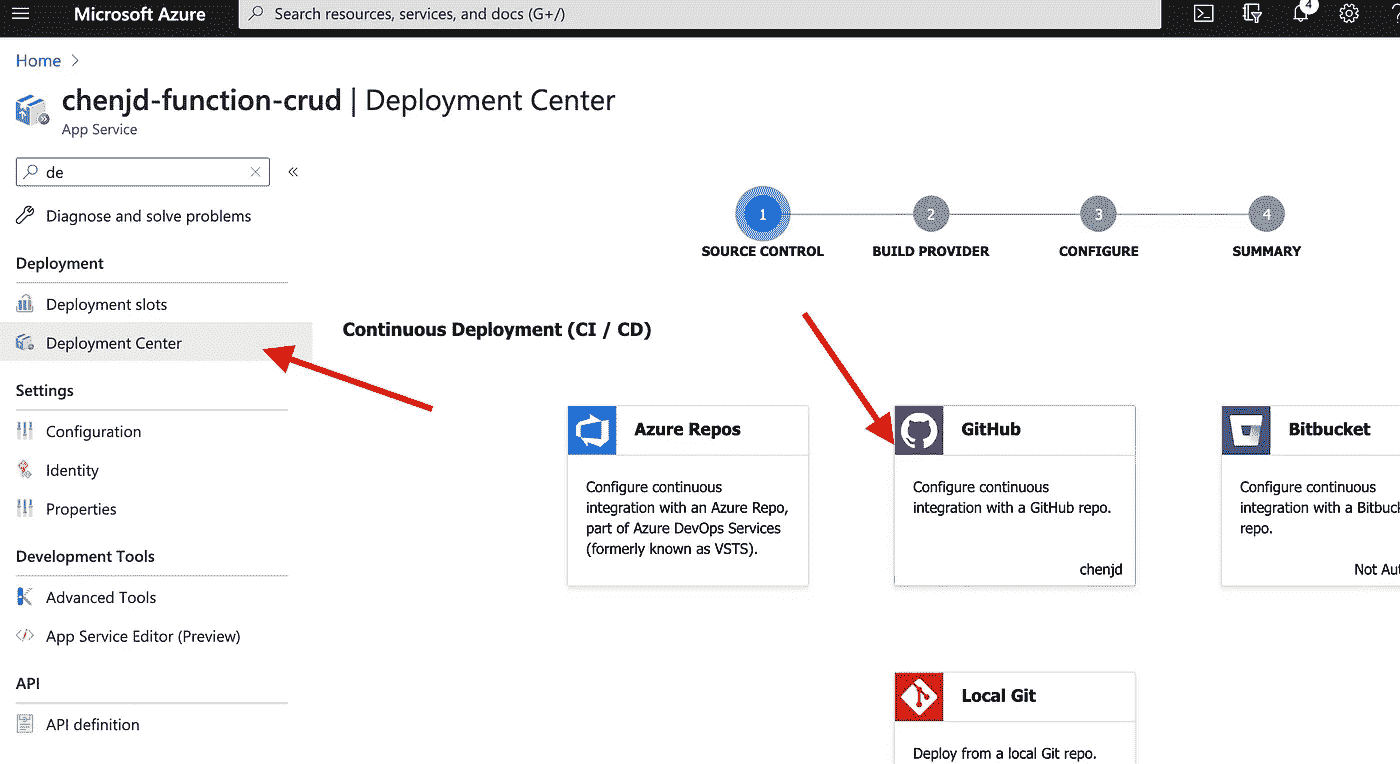 Microsoft Azure
Search resources, services, and docs (G+/)
4
Home
chenjd-function-crud | Deployment Center
App Service
de
Diagnose and solve problems
Deployment
Deployment slots
Deployment Center
Settings
Configuration
Identity
Properties
Development Tools
Advanced Tools
App Service Editor (Preview)
API
API definition
1
2
3
4
SOURCE CONTROL
BUILD PROVIDER
CONFIGURE
SUMMARY
Continuous Deployment (CI / CD)
Azure Repos
Configure continuous
integration with an Azure Repo,
part of Azure DevOps Services
(formerly known as VSTS).
GitHub
Configure continuous
integration with a GitHub repo.
chenjd
Bitbucket
Configure continuous
integration with a Bitbuck
repo.
Not Aut
Local Git
Deploy from a local Git repo.